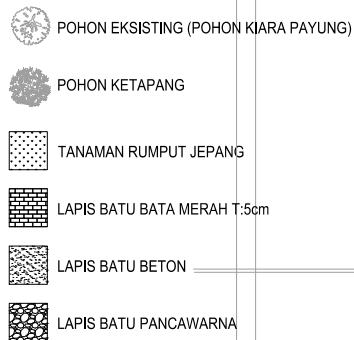 POHON EKSISTING (POHON KIARA PAYUNG)
POHON KETAPANG
TANAMAN RUMPUT JEPANG
LAPIS BATU BATA MERAH T:5cm
LAPIS BATU BETON
LAPIS BATU PANCAWARNA